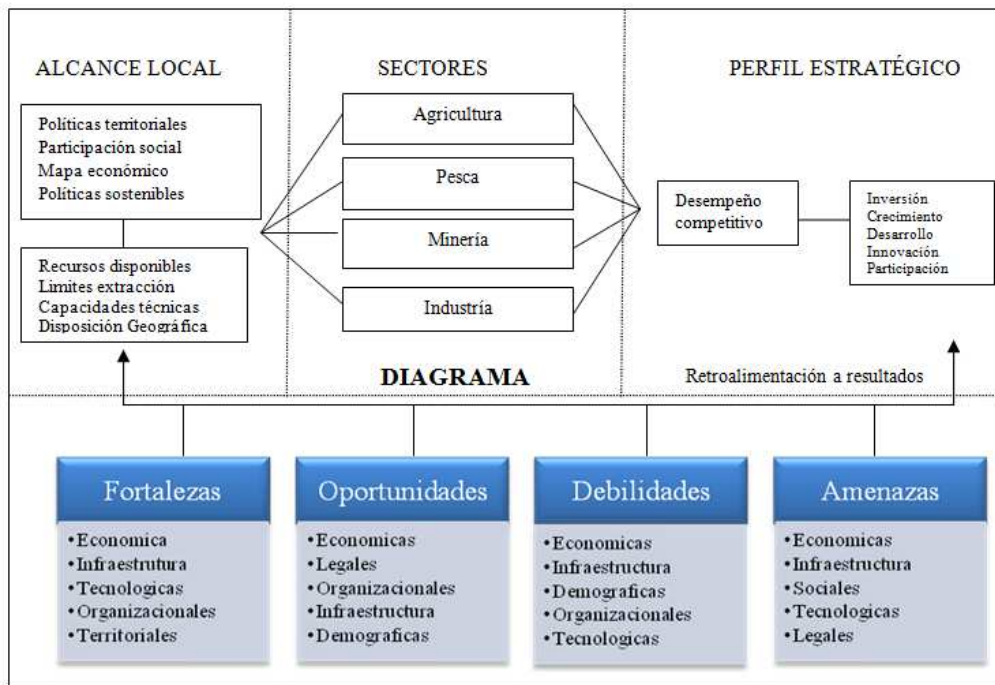 ALCANCE LOCAL
Políticas territoriales
Participación social
Mapa económico
Políticas sostenibles
Recursos disponibles
Limites extracción
Capacidades técnicas
Disposición Geográfica
SECTORES
Agricultura
Pesca
Minería
Industría
PERFIL ESTRATÉGICO
Desempeño
competitivo
Inversión
Crecimiento
Desarrollo
Innovación
Participación
DIAGRAMA
Retroalimentación a resultados
Fortalezas
•Economica
•Infraestrutura
•Tecnologicas
•Organizacionales
•Territoriales
Oportunidades
•Economicas
•Legales
•Organizacionales
•Infraestructura
•Demograficas
Debilidades
•Economicas
•Infraestructura
•Demograficas
•Organizacionales
•Tecnologicas
Amenazas
•Economicas
•Infraestructura
•Sociales
•Tecnologicas
•Legales